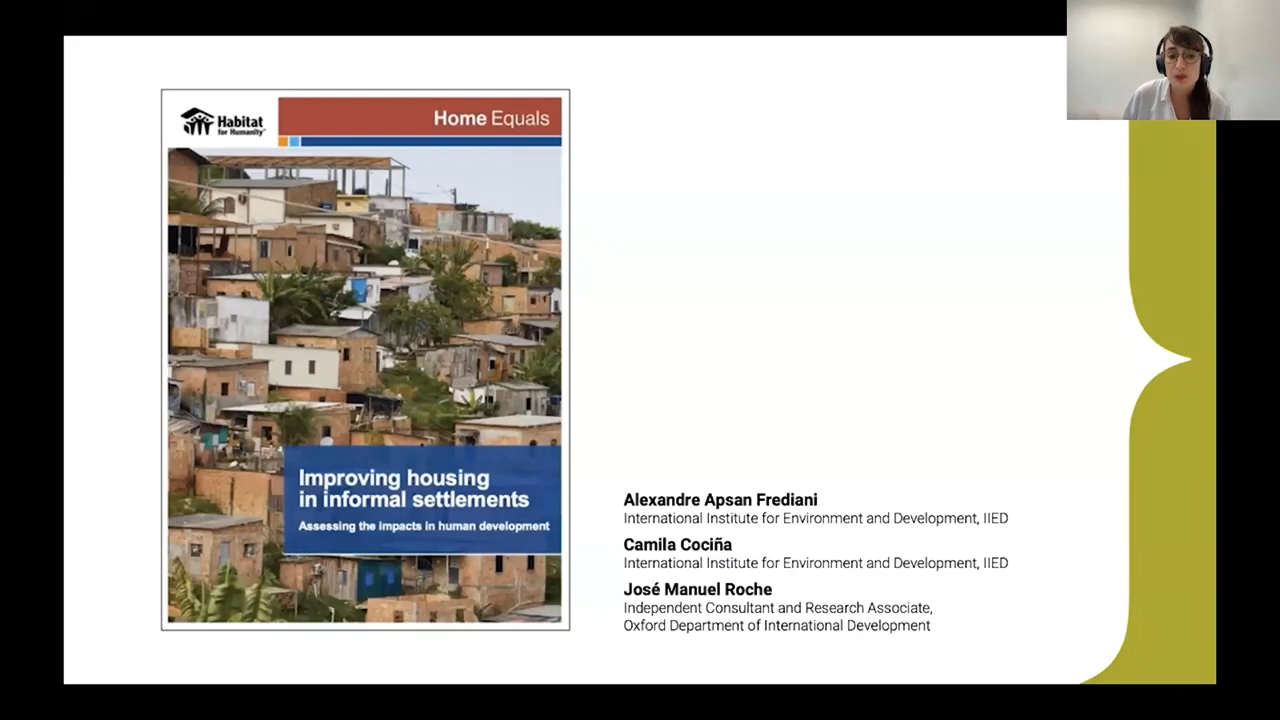 Habitat
for Humanity®
Home Equals
Improving housing
in informal settlements
Assessing the impacts in human development
Alexandre Apsan Frediani
International Institute for Environment and Development, IIED
Camila Cociña
International Institute for Environment and Development, IIED
José Manuel Roche
Independent Consultant and Research Associate,
Oxford Department of International Development